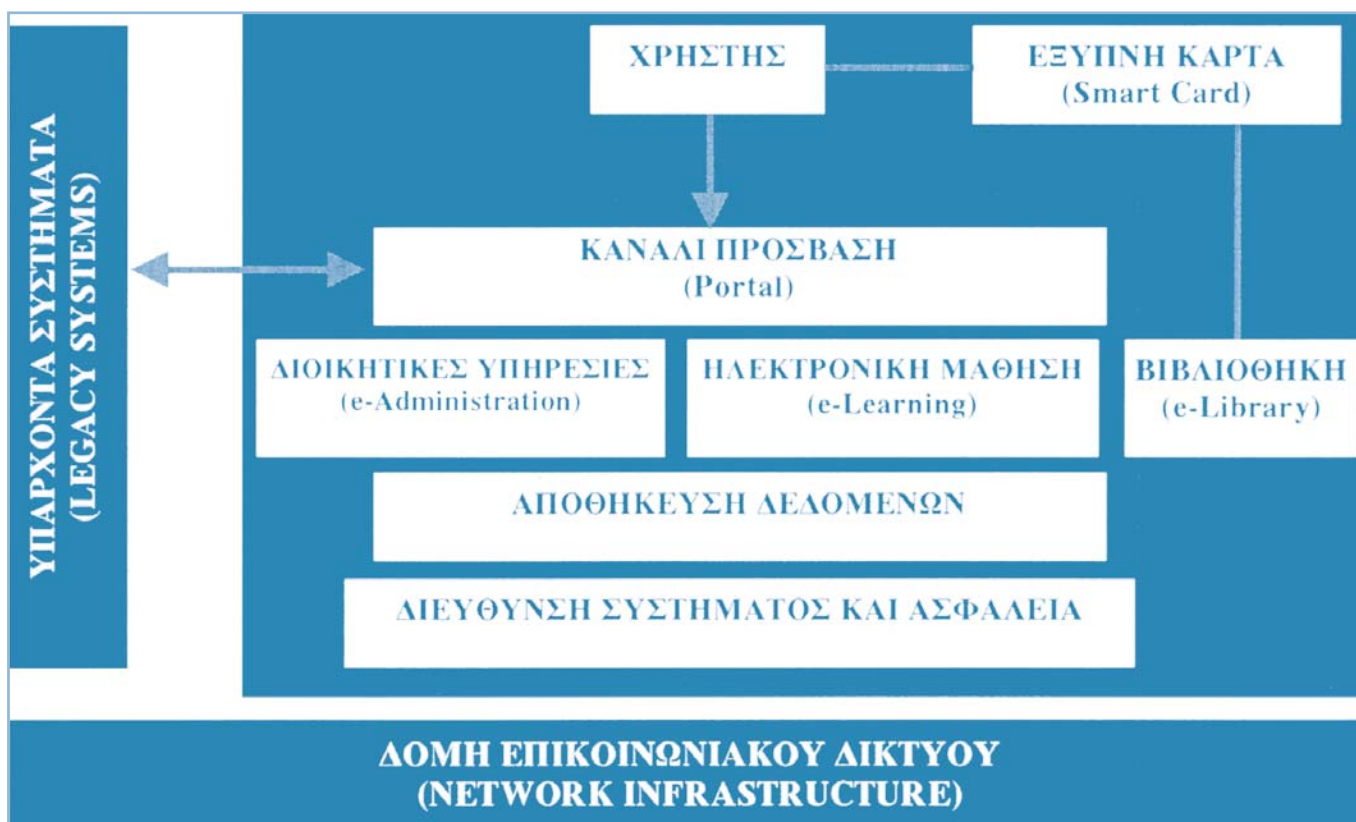 ΥΠΑΡΧΟΝΤΑ ΣΥΣΤΗΜΑΤΑ
(LEGACY SYSTEMS)
ΧΡΗΣΤΗΣ
ΕΞΥΠΝΗ ΚΑΡΤΑ
(Smart Card)
ΚΑΝΑΛΙ ΠΡΟΣΒΑΣΗ
(Portal)
ΔΙΟΙΚΗΤΙΚΕΣ ΥΠΗΡΕΣΙΕΣ
(e-Administration)
ΗΛΕΚΤΡΟΝΙΚΗ ΜΑΘΗΣΗ
(e-Learning)
ΒΙΒΛΙΟΘΗΚΗ
(e-Library)
ΑΠΟΘΗΚΕΥΣΗ ΔΕΔΟΜΕΝΩΝ
ΔΙΕΥΘΥΝΣΗ ΣΥΣΤΗΜΑΤΟΣ ΚΑΙ ΑΣΦΑΛΕΙΑ
ΔΟΜΗ ΕΠΙΚΟΙΝΩΝΙΑΚΟΥ ΔΙΚΤΥΟΥ
(NETWORK INFRASTRUCTURE)